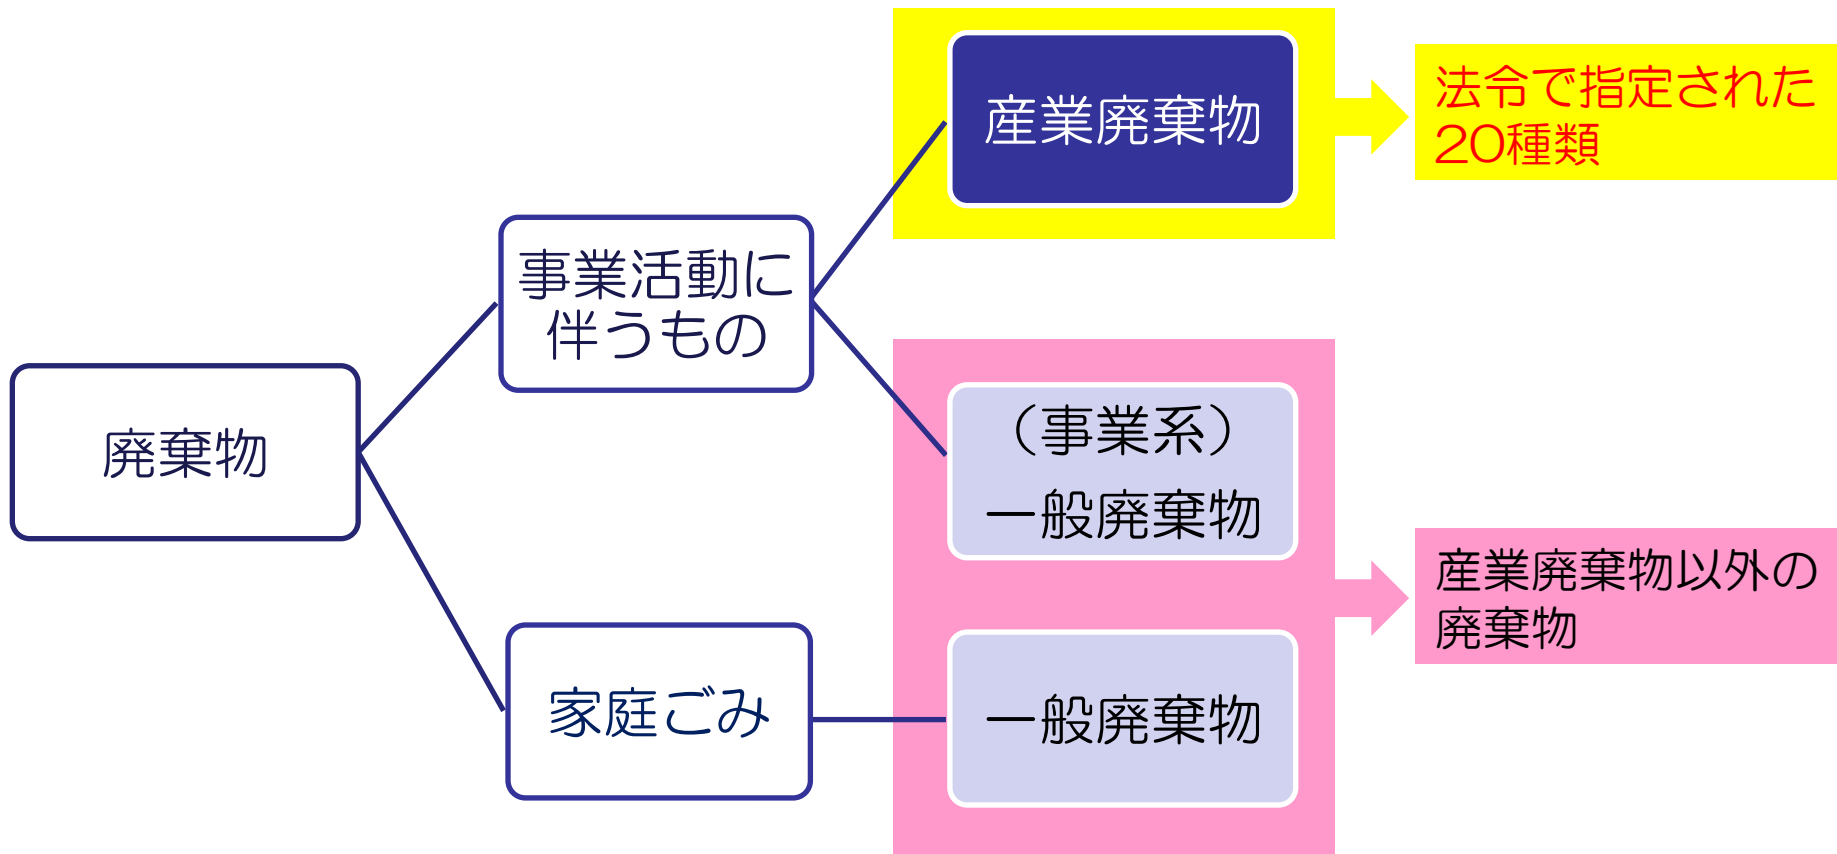 産業廃棄物
法令で指定された
20種類
事業活動に
伴うもの
廃棄物
（事業系）
一般廃棄物
産業廃棄物以外の
廃棄物
家庭ごみ
一般廃棄物